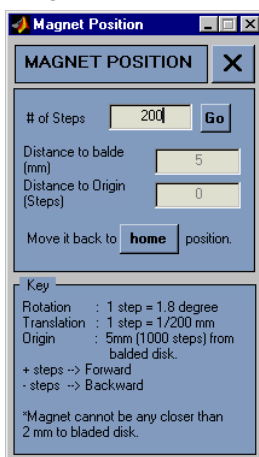 Magnet Position
MAGNET POSITION X
# of Steps 200 Go
Distance to balde
(mm) 5
Distance to Origin
(Steps) 0
Move it back to home position.
Key
Rotation : 1 step = 1.8 degree
Translation : 1 step = 1/200 mm
Origin : 5mm (1000 steps) from
balded disk.
+ steps --> Forward
- steps --> Backward
*Magnet cannot be any closer than
2 mm to bladed disk.